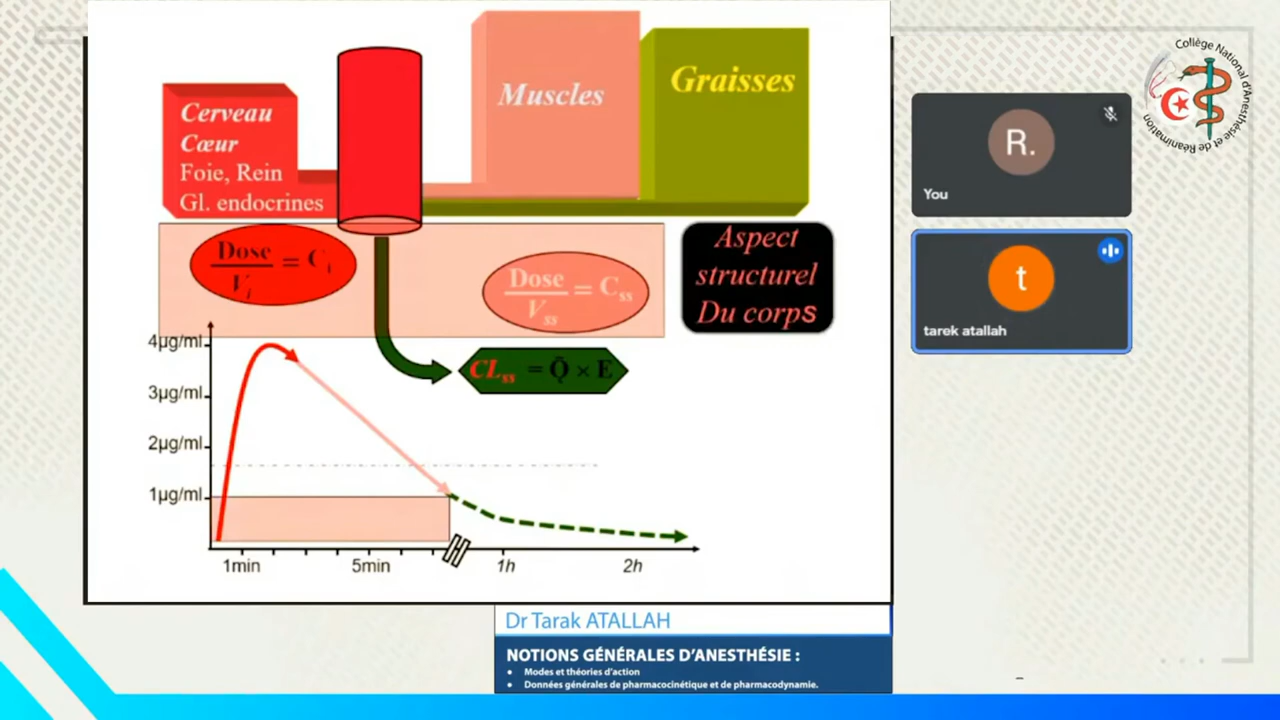 Cerveau
Cœur
Foie, Rein
Gl. endocrines
Muscles
Graisses
Dose
Vi
= Ci
Dose
Vss
= Css
Aspect
structurel
Du corps
CLss = Q̄ × E
4µg/ml
3µg/ml
2µg/ml
1µg/ml
1min
5min
1h
2h
Collège National d'Anesthésie et de Réanimation
R.
You
t
tarek atallah
Dr Tarak ATALLAH
NOTIONS GÉNÉRALES D'ANESTHÉSIE :
• Modes et théories d'action
• Données générales de pharmacocinétique et de pharmacodynamie.